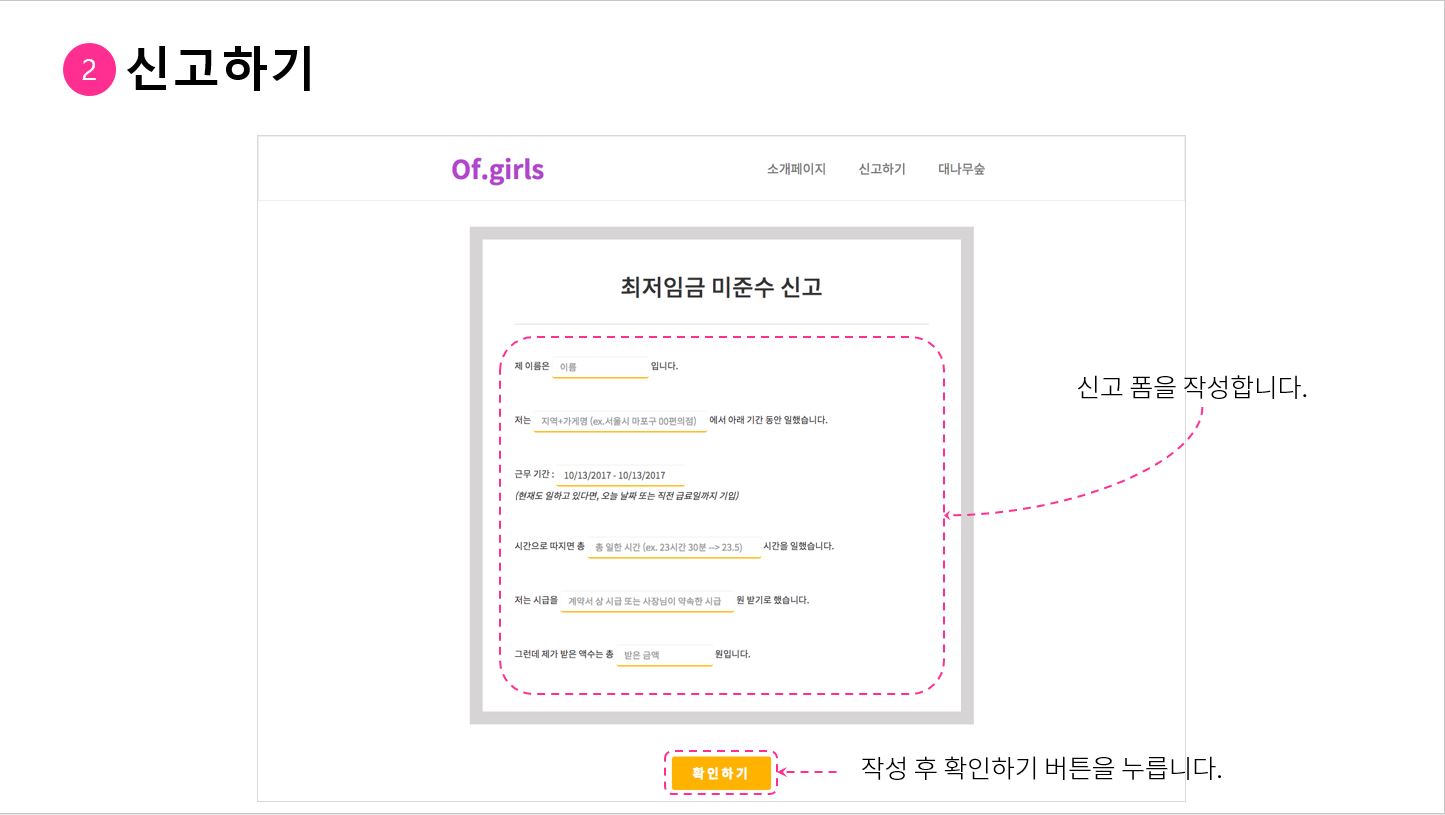 2 신고하기
Of.girls 소개페이지 신고하기 대나무숲
최저임금 미준수 신고
제 이름은 이름 입니다.
신고 폼을 작성합니다.
저는 지역+가게명 (ex.서울시 마포구 00편의점) 에서 아래 기간 동안 일했습니다.
근무 기간 : 10/13/2017 - 10/13/2017
(현재도 일하고 있다면, 오늘 날짜 또는 직전 급료일까지 기입)
시간으로 따지면 총 총 일한 시간 (ex. 23시간 30분 --> 23.5) 시간을 일했습니다.
저는 시급을 계약서 상 시급 또는 사장님이 약속한 시급 원 받기로 했습니다.
그런데 제가 받은 액수는 총 받은 금액 원입니다.
확인하기
작성 후 확인하기 버튼을 누릅니다.